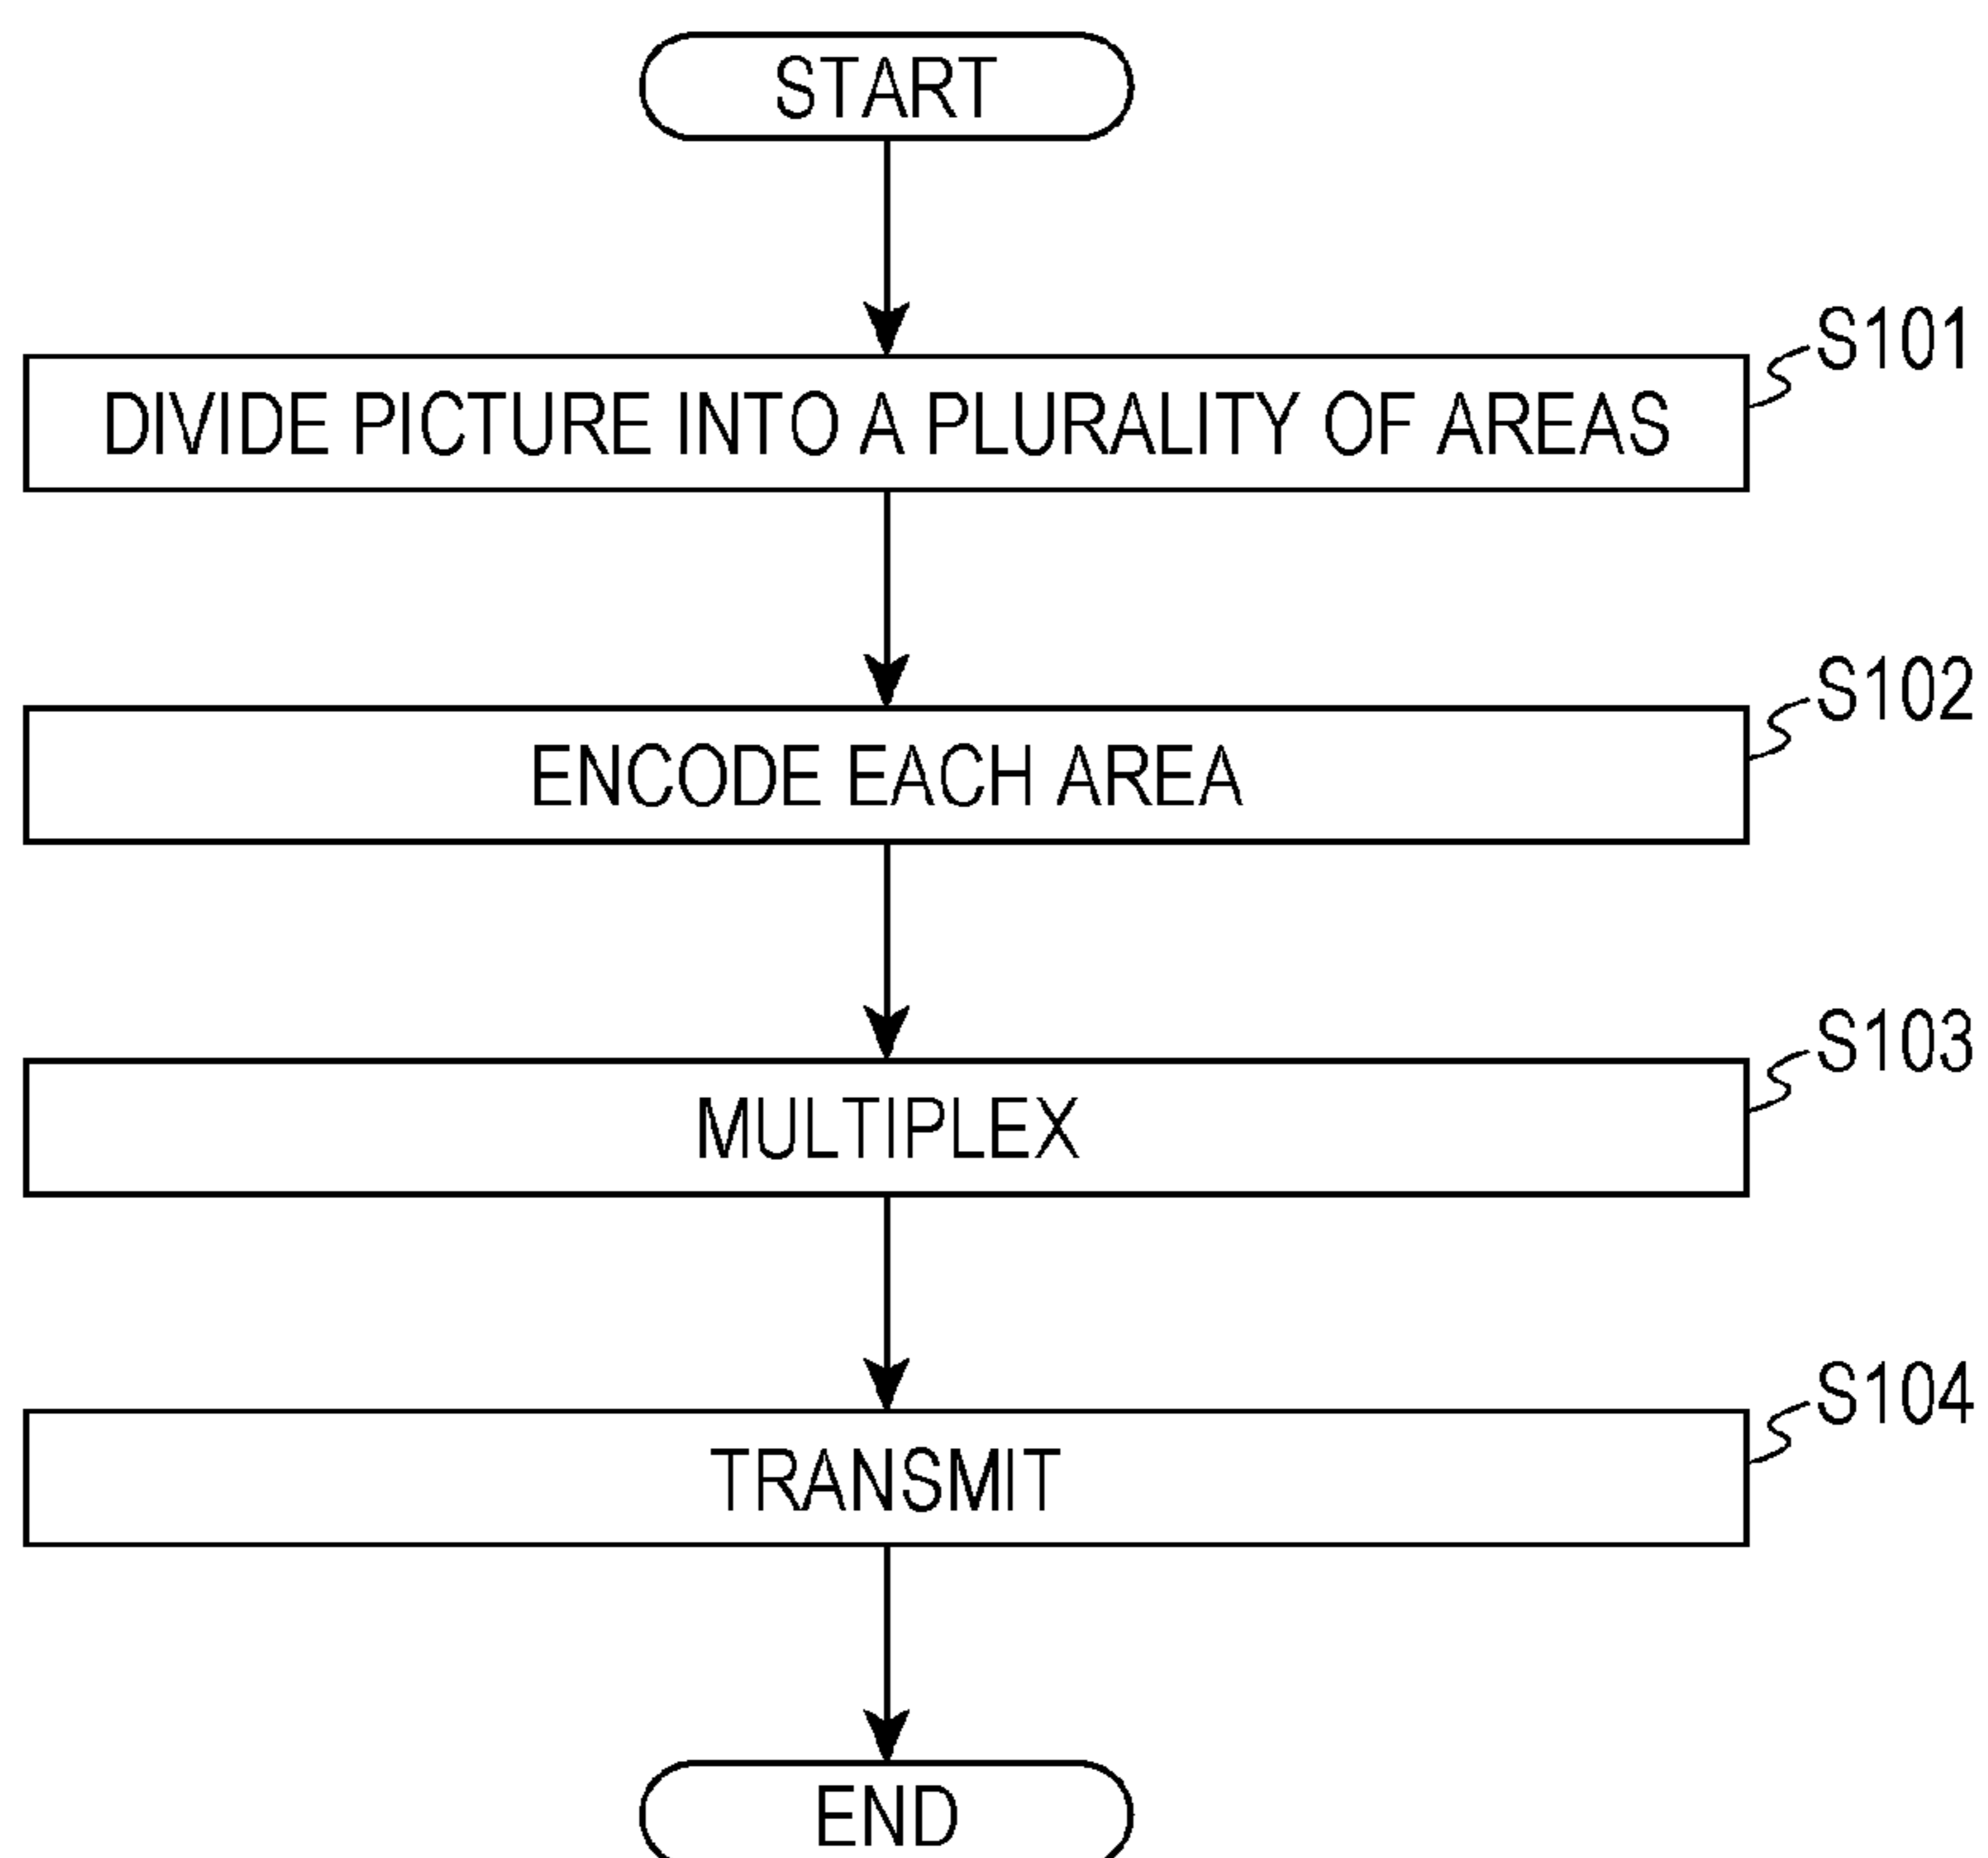 START
S101
DIVIDE PICTURE INTO A PLURALITY OF AREAS
S102
ENCODE EACH AREA
S103
MULTIPLEX
S104
TRANSMIT
END